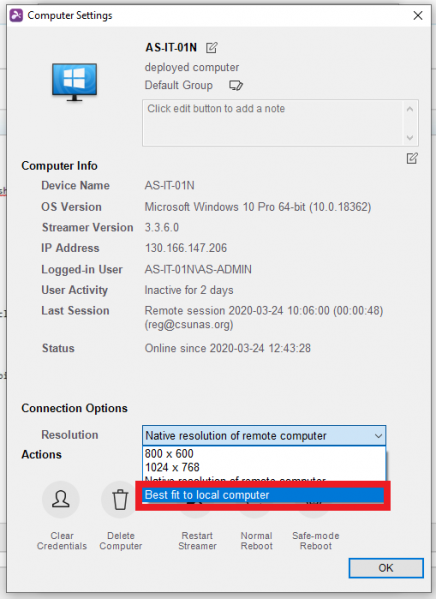 Computer Settings
AS-IT-01N
deployed computer
Default Group
Click edit button to add a note
Computer Info
Device Name AS-IT-01N
OS Version Microsoft Windows 10 Pro 64-bit (10.0.18362)
Streamer Version 3.3.6.0
IP Address 130.166.147.206
Logged-in User AS-IT-01N\AS-ADMIN
User Activity Inactive for 2 days
Last Session Remote session 2020-03-24 10:06:00 (00:00:48)
(reg@csunas.org)
Status Online since 2020-03-24 12:43:28
Connection Options
Resolution Native resolution of remote computer
Actions
800 x 600
1024 x 768
Native resolution of remote computer
Best fit to local computer
Clear Credentials
Delete Computer
Restart Streamer
Normal Reboot
Safe-mode Reboot
OK